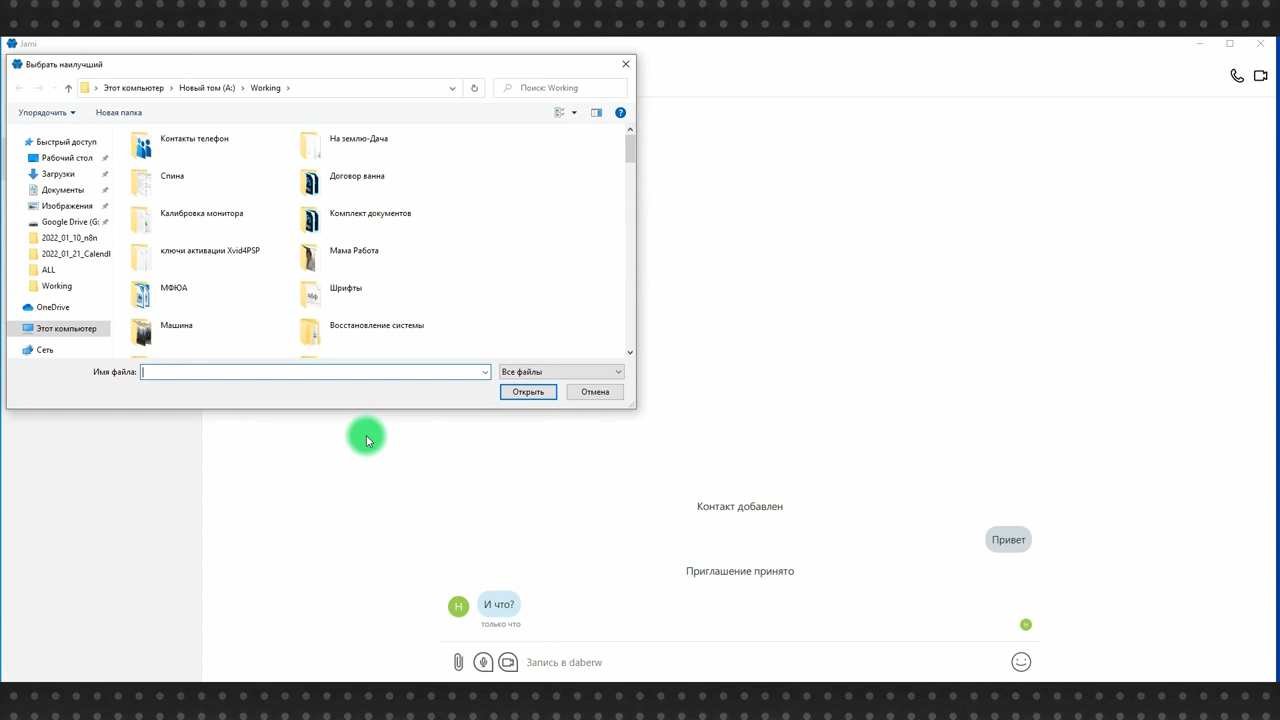 Jami
Выбрать наилучший
Этот компьютер
Новый том (A:)
Working
Поиск: Working
Упорядочить
Новая папка
Быстрый доступ
Рабочий стол
Загрузки
Документы
Изображения
Google Drive (G:
2022_01_10_n8n
2022_01_21_Calendl
ALL
Working
OneDrive
Этот компьютер
Сеть
Контакты телефон
На землю-Дача
Спина
Договор ванна
Калибровка монитора
Комплект документов
ключи активации Xvid4PSP
Мама Работа
МФЮА
Шрифты
Машина
Восстановление системы
Имя файла:
Все файлы
Открыть
Отмена
Контакт добавлен
Привет
Приглашение принято
H
И что?
только что
H
Запись в daberw